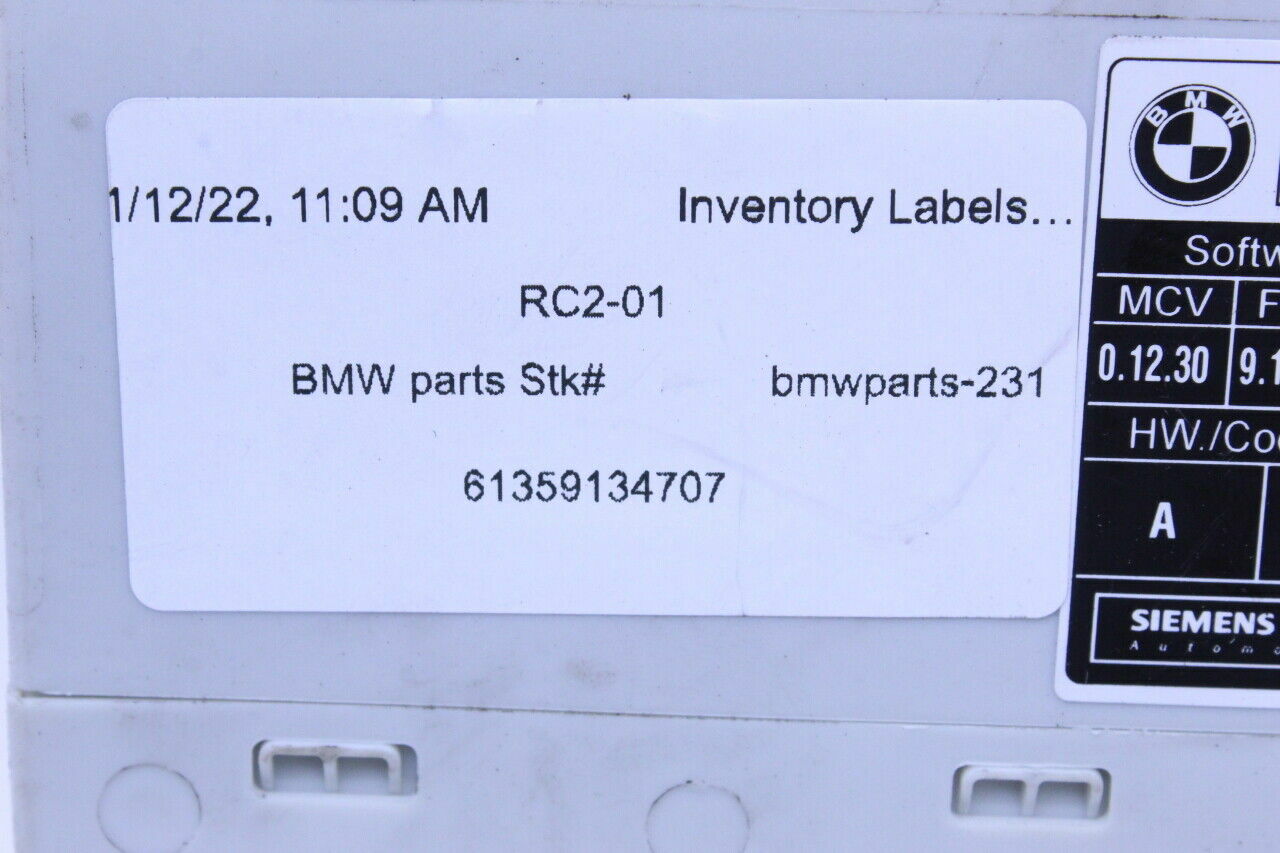 1/12/22, 11:09 AM Inventory Labels...
RC2-01
BMW parts Stk# bmwparts-231
61359134707
BMW
MCV
0.12.30
HW./
A
SIEMENS